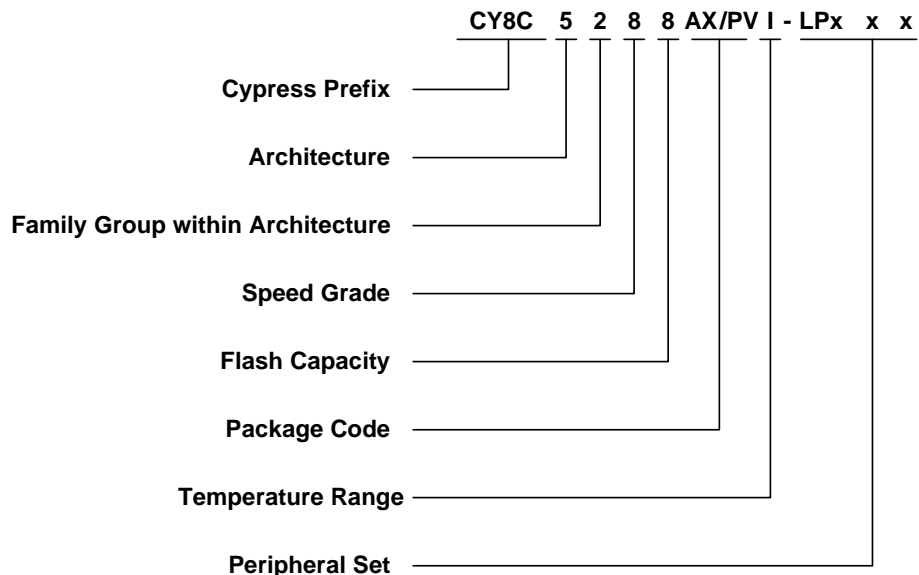 CY8C 5 2 8 8 AX/PV I - LPx x x
Cypress Prefix
Architecture
Family Group within Architecture
Speed Grade
Flash Capacity
Package Code
Temperature Range
Peripheral Set